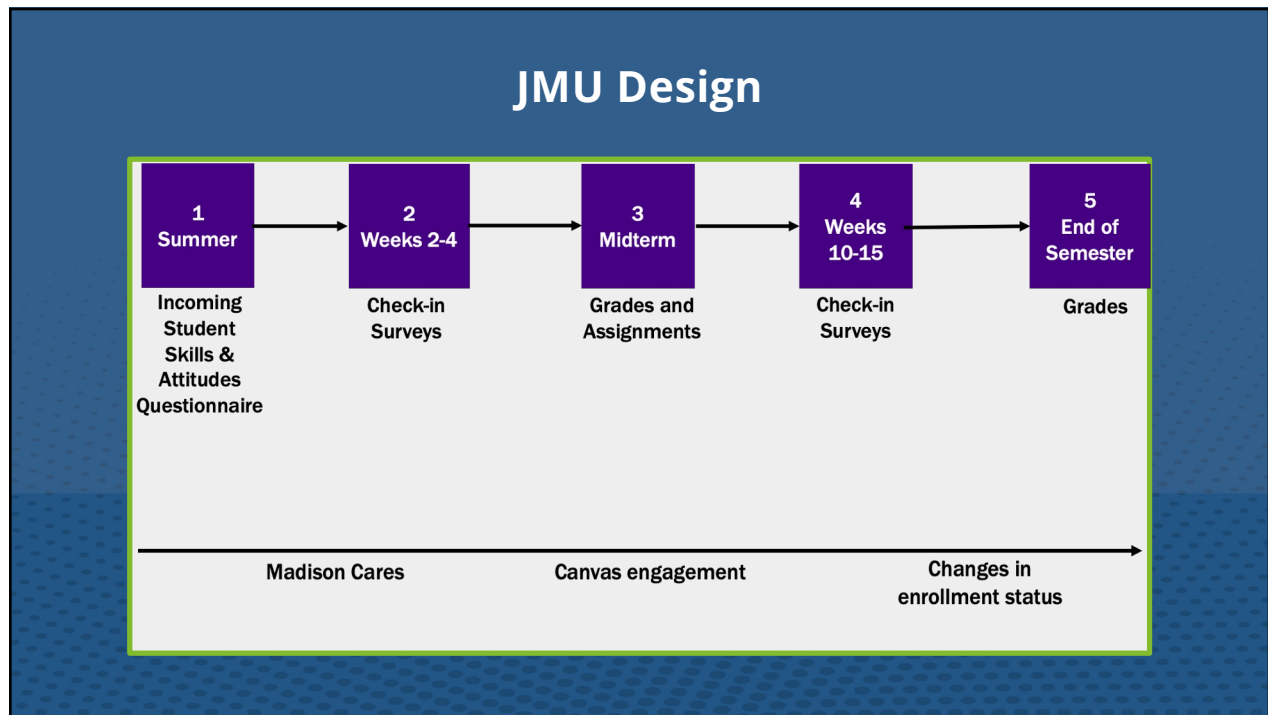 JMU Design
1
Summer
2
Weeks 2-4
3
Midterm
4
Weeks
10-15
5
End of
Semester
Incoming
Student
Skills &
Attitudes
Questionnaire
Check-in
Surveys
Grades and
Assignments
Check-in
Surveys
Grades
Madison Cares
Canvas engagement
Changes in
enrollment status